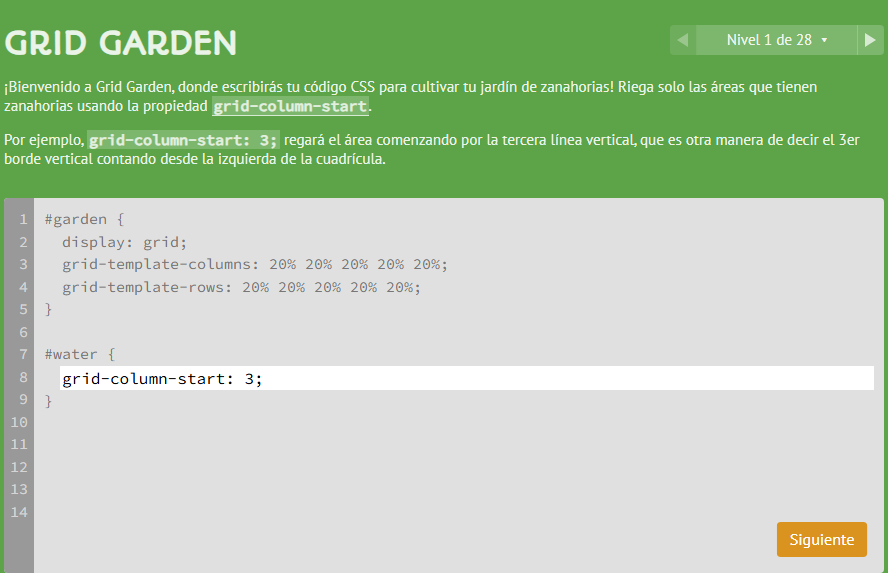 GRID GARDEN
Nivel 1 de 28
¡Bienvenido a Grid Garden, donde escribirás tu código CSS para cultivar tu jardín de zanahorias! Riega solo las áreas que tienen
zanahorias usando la propiedad grid-column-start.
Por ejemplo, grid-column-start: 3; regará el área comenzando por la tercera línea vertical, que es otra manera de decir el 3er
borde vertical contando desde la izquierda de la cuadrícula.
1 #garden {
2   display: grid;
3   grid-template-columns: 20% 20% 20% 20% 20%;
4   grid-template-rows: 20% 20% 20% 20% 20%;
5 }
6
7 #water {
8   grid-column-start: 3;
9 }
10
11
12
13
14
Siguiente